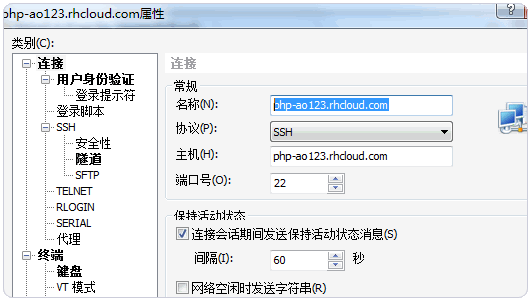 php-ao123.rhcloud.com属性
类别(C):
连接
用户身份验证
登录提示符
登录脚本
SSH
安全性
隧道
SFTP
TELNET
RLOGIN
SERIAL
代理
终端
键盘
VT 模式
连接
常规
名称(N): php-ao123.rhcloud.com
协议(P): SSH
主机(H): php-ao123.rhcloud.com
端口号(O): 22
保持活动状态
连接会话期间发送保持活动状态消息(S)
间隔(I): 60 秒
网络空闲时发送字符串(R)